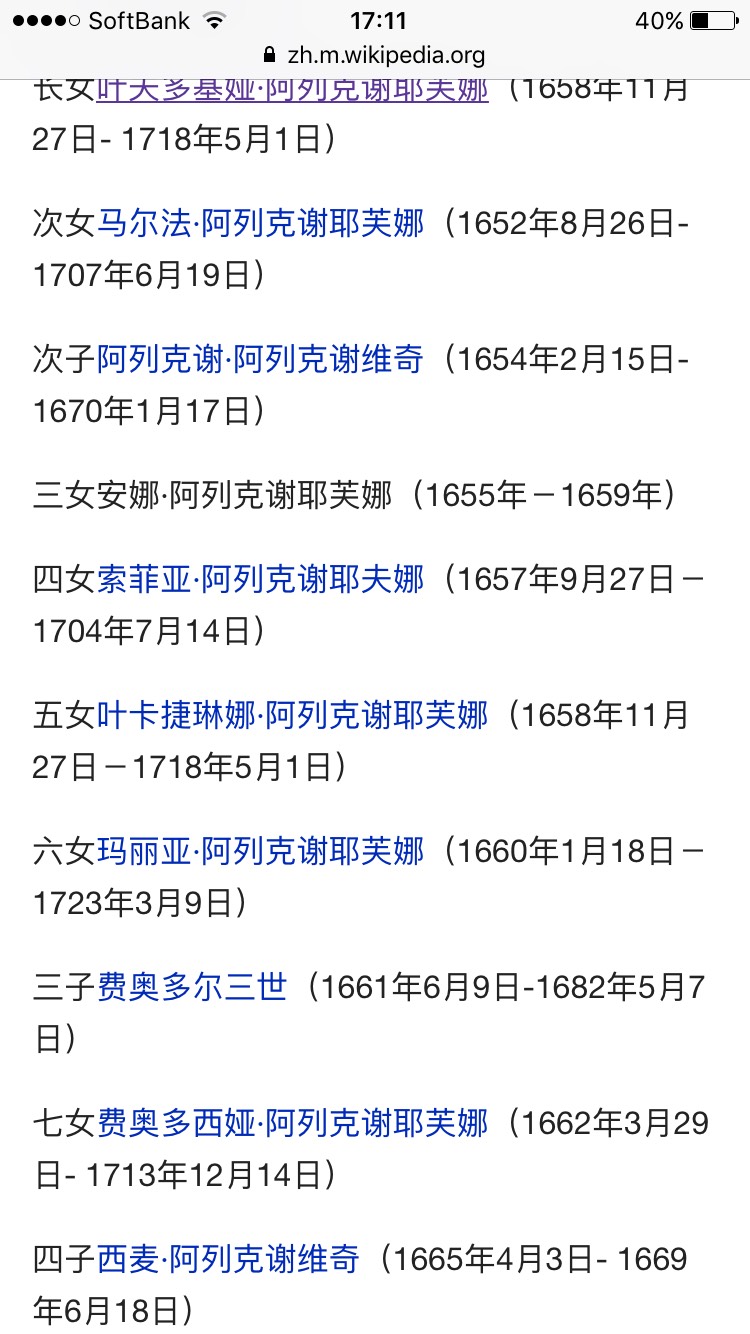 SoftBank 17:11 40%
zh.m.wikipedia.org
长女叶夫多基娅·阿列克谢耶芙娜（1658年11月
27日- 1718年5月1日）
次女马尔法·阿列克谢耶芙娜（1652年8月26日-
1707年6月19日）
次子阿列克谢·阿列克谢维奇（1654年2月15日-
1670年1月17日）
三女安娜·阿列克谢耶芙娜（1655年－1659年）
四女索菲亚·阿列克谢耶夫娜（1657年9月27日－
1704年7月14日）
五女叶卡捷琳娜·阿列克谢耶芙娜（1658年11月
27日－1718年5月1日）
六女玛丽亚·阿列克谢耶芙娜（1660年1月18日－
1723年3月9日）
三子费奥多尔三世（1661年6月9日-1682年5月7
日）
七女费奥多西娅·阿列克谢耶芙娜（1662年3月29
日- 1713年12月14日）
四子西麦·阿列克谢维奇（1665年4月3日- 1669
年6月18日）